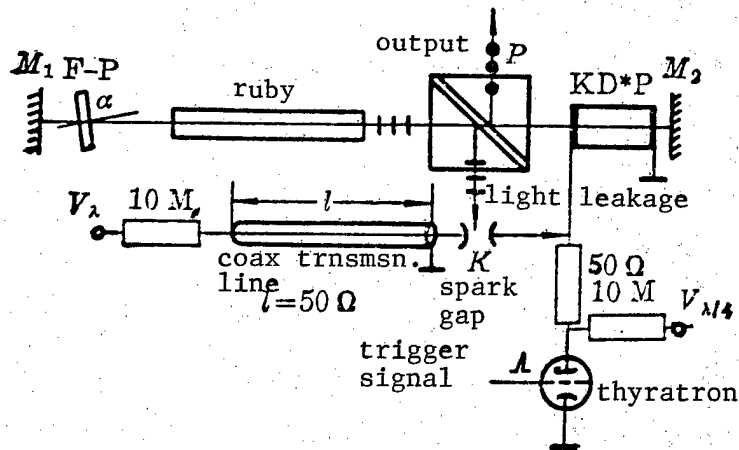 output P
M₁ F-P
α
ruby
KD*P M₂
Vλ
10 M
l
light leakage
coax trnsmsn.
line
l=50 Ω
K
spark
gap
50 Ω
10 M
Vλ/4
trigger
signal
thyratron